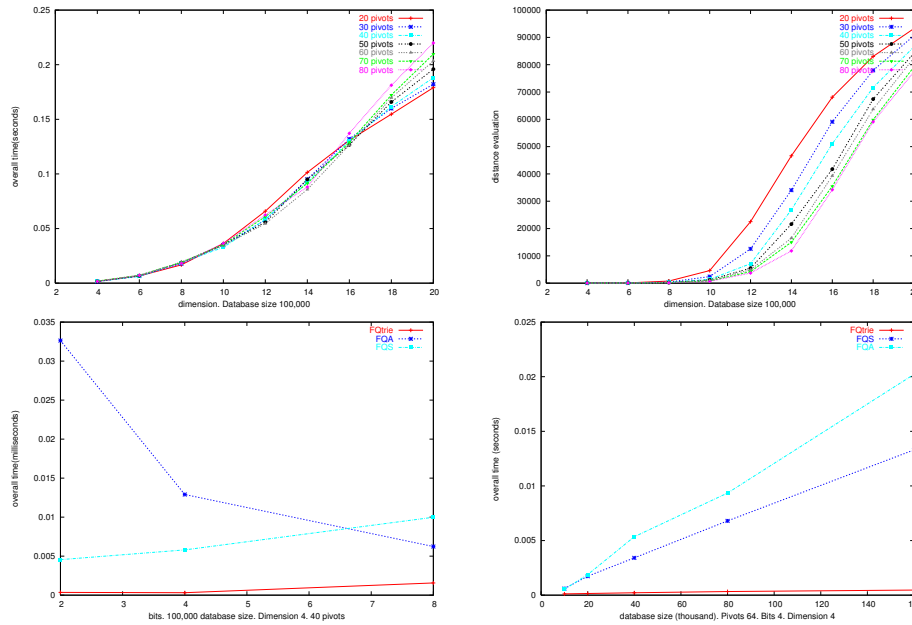 0.25
0.2
0.15
0.1
0.05
0
overall time(seconds)
20 pivots
30 pivots
40 pivots
50 pivots
60 pivots
70 pivots
80 pivots
2 4 6 8 10 12 14 16 18 20
dimension. Database size 100,000
100000
90000
80000
70000
60000
50000
40000
30000
20000
10000
0
distance evaluation
20 pivots
30 pivots
40 pivots
50 pivots
60 pivots
70 pivots
80 pivots
2 4 6 8 10 12 14 16 18
dimension. Database size 100,000
0.035
0.03
0.025
0.02
0.015
0.01
0.005
0
overall time(milliseconds)
FQtrie
FQA
FQS
2 3 4 5 6 7 8
bits. 100,000 database size. Dimension 4. 40 pivots
0.025
0.02
0.015
0.01
0.005
0
overall time (seconds)
FQtrie
FQS
FQA
0 20 40 60 80 100 120 140
database size (thousand). Pivots 64. Bits 4. Dimension 4